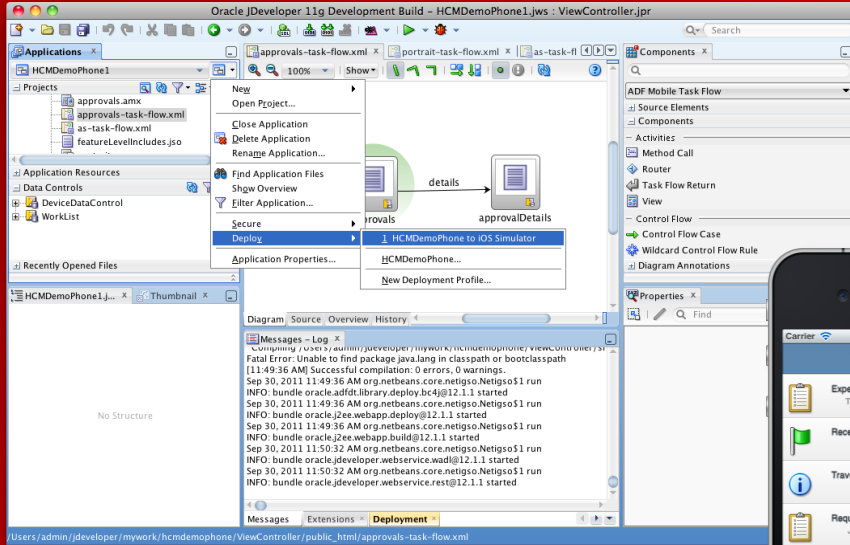 Oracle JDeveloper 11g Development Build – HCMDemoPhone1.jws : ViewController.jpr
Search
Applications
HCMDemoPhone1
Projects
approvals.amx
approvals-task-flow.xml
as-task-flow.xml
featureLevelIncludes.jso
Application Resources
Data Controls
DeviceDataControl
WorkList
Recently Opened Files
New
Open Project...
Close Application
Delete Application
Rename Application...
Find Application Files
Show Overview
Filter Application...
Secure
Deploy
Application Properties...
1 HCMDemoPhone to iOS Simulator
HCMDemoPhone...
New Deployment Profile...
approvals-task-flow.xml
portrait-task-flow.xml
as-task-fl
100%
Show
details
provals
approvalDetails
Diagram Source Overview History
Components
ADF Mobile Task Flow
Source Elements
Components
Activities
Method Call
Router
Task Flow Return
View
Control Flow
Control Flow Case
Wildcard Control Flow Rule
Diagram Annotations
HCMDemoPhone1.j...
Thumbnail
No Structure
Messages - Log
Fatal Error: Unable to find package java.lang in classpath or bootclasspath
[11:49:36 AM] Successful compilation: 0 errors, 0 warnings.
Sep 30, 2011 11:49:36 AM org.netbeans.core.netigso.Netigso$1 run
INFO: bundle oracle.adfdt.library.deploy.bc4j@12.1.1 started
Sep 30, 2011 11:49:36 AM org.netbeans.core.netigso.Netigso$1 run
INFO: bundle oracle.j2ee.webapp.deploy@12.1.1 started
Sep 30, 2011 11:49:36 AM org.netbeans.core.netigso.Netigso$1 run
INFO: bundle oracle.j2ee.webapp.build@12.1.1 started
Sep 30, 2011 11:50:32 AM org.netbeans.core.netigso.Netigso$1 run
INFO: bundle oracle.jdeveloper.webservice.wadl@12.1.1 started
Sep 30, 2011 11:50:32 AM org.netbeans.core.netigso.Netigso$1 run
INFO: bundle oracle.jdeveloper.webservice.rest@12.1.1 started
Messages Extensions Deployment
Properties
Find
Carrier
Expe
T
Rece
Trav
Requ
/Users/admin/jdeveloper/mywork/hcmdemophone/ViewController/public_html/approvals-task-flow.xml